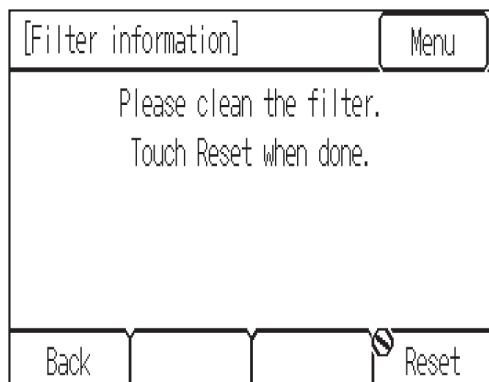 [Filter information]
Menu
Please clean the filter.
Touch Reset when done.
Back
Reset